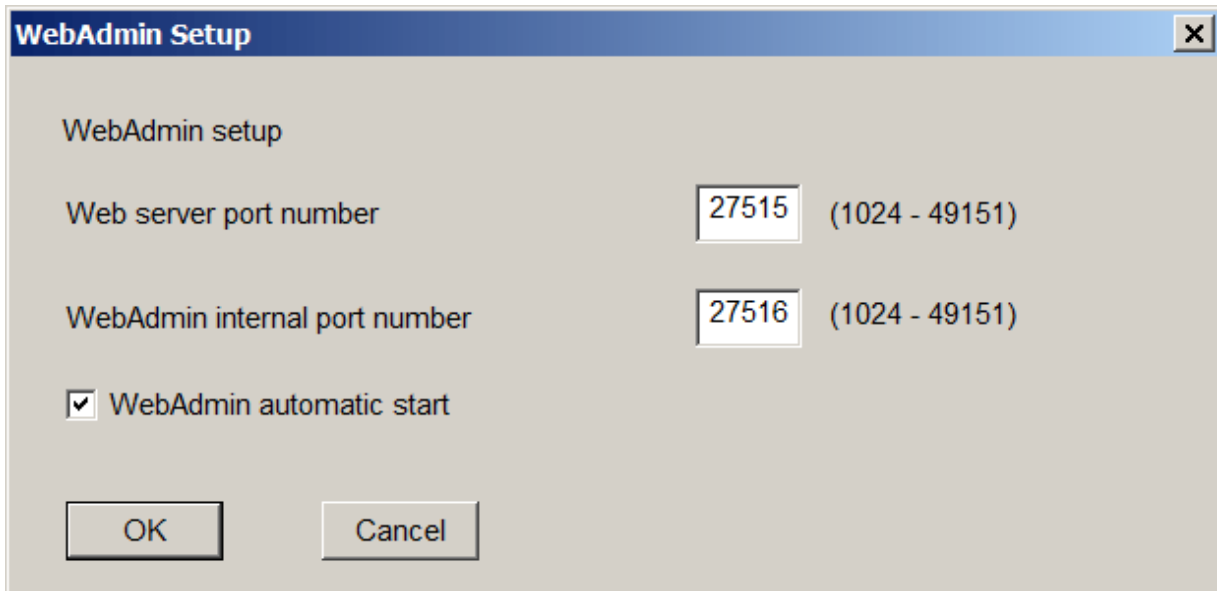 WebAdmin Setup
WebAdmin setup
Web server port number 27515 (1024 - 49151)
WebAdmin internal port number 27516 (1024 - 49151)
WebAdmin automatic start
OK Cancel